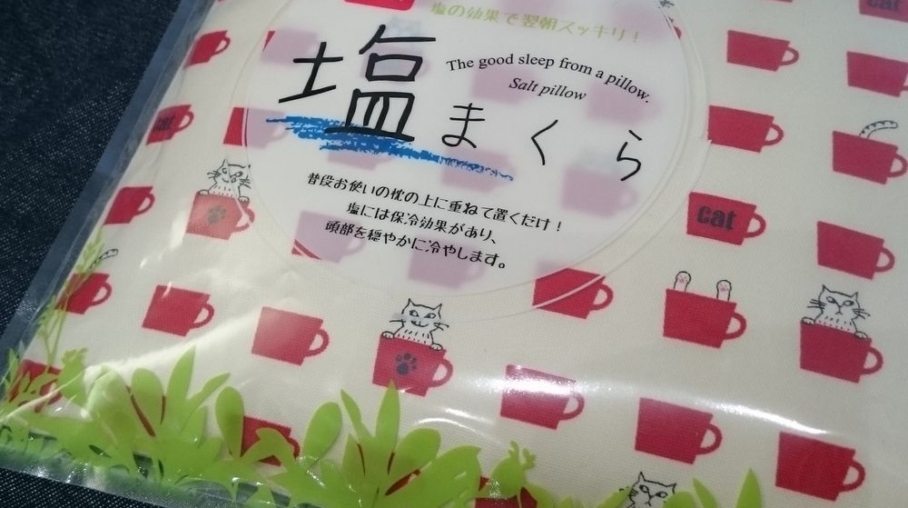 塩の効果で翌朝スッキリ！
塩まくら
The good sleep from a pillow.
Salt pillow
普段お使いの枕の上に重ねて置くだけ！
塩には保冷効果があり、
頭部を穏やかに冷やします。
cat
cat
cat